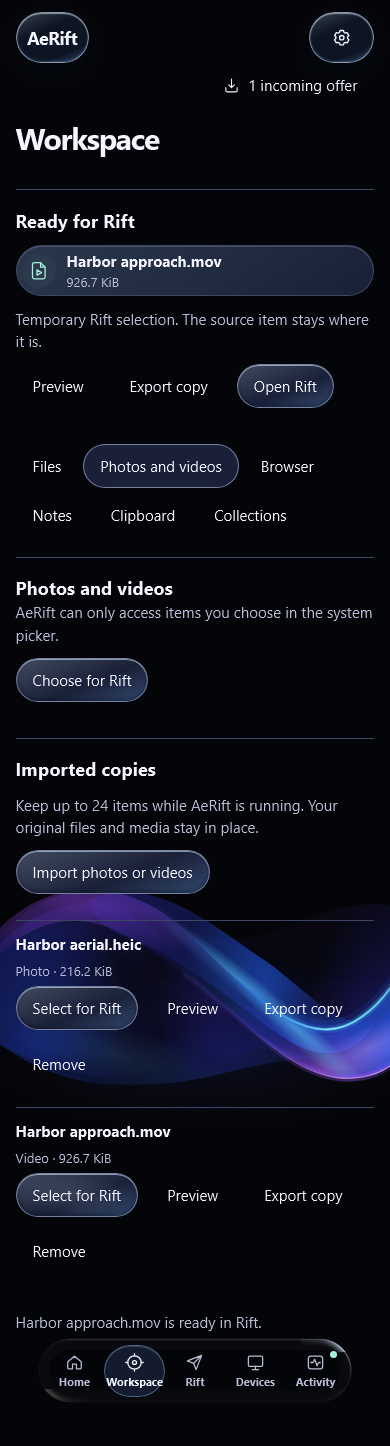 AeRift
1 incoming offer
Workspace
Ready for Rift
Harbor approach.mov
926.7 KiB
Temporary Rift selection. The source item stays where
it is.
Preview Export copy Open Rift
Files Photos and videos Browser
Notes Clipboard Collections
Photos and videos
AeRift can only access items you choose in the system
picker.
Choose for Rift
Imported copies
Keep up to 24 items while AeRift is running. Your
original files and media stay in place.
Import photos or videos
Harbor aerial.heic
Photo · 216.2 KiB
Select for Rift Preview Export copy
Remove
Harbor approach.mov
Video · 926.7 KiB
Select for Rift Preview Export copy
Remove
Harbor approach.mov is ready in Rift.
Home Workspace Rift Devices Activity